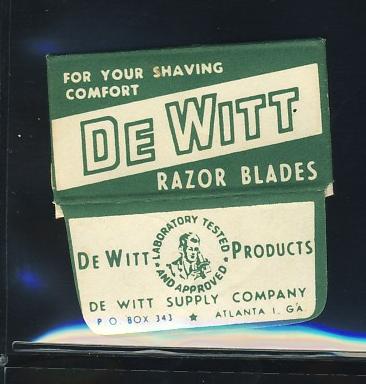 FOR YOUR SHAVING
COMFORT
DE WITT
RAZOR BLADES
LABORATORY TESTED
AND APPROVED
DE WITT PRODUCTS
DE WITT SUPPLY COMPANY
P. O. BOX 343 ★ ATLANTA 1, GA.